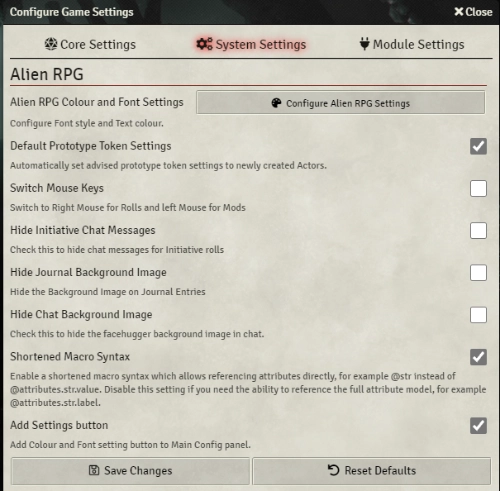 Configure Game Settings
Close
Core Settings
System Settings
Module Settings
Alien RPG
Alien RPG Colour and Font Settings
Configure Alien RPG Settings
Configure Font style and Text colour.
Default Prototype Token Settings
Automatically set advised prototype token settings to newly created Actors.
Switch Mouse Keys
Switch to Right Mouse for Rolls and left Mouse for Mods
Hide Initiative Chat Messages
Check this to hide chat messages for Initiative rolls
Hide Journal Background Image
Hide the Background Image on Journal Entries
Hide Chat Background Image
Check this to hide the facehugger background image in chat.
Shortened Macro Syntax
Enable a shortened macro syntax which allows referencing attributes directly, for example @str instead of
@attributes.str.value. Disable this setting if you need the ability to reference the full attribute model, for example
@attributes.str.label.
Add Settings button
Add Colour and Font setting button to Main Config panel.
Save Changes
Reset Defaults